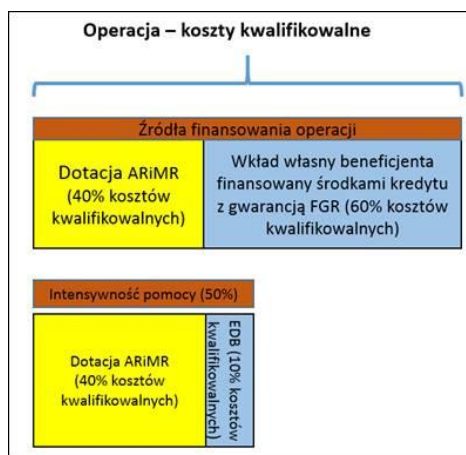 Operacja – koszty kwalifikowalne
Źródła finansowania operacji
Dotacja ARiMR
(40% kosztów
kwalifikowalnych)
Wkład własny beneficjenta
finansowany środkami kredytu
z gwarancją FGR (60% kosztów
kwalifikowalnych)
Intensywność pomocy (50%)
Dotacja ARiMR
(40% kosztów
kwalifikowalnych)
EDB (10% kosztów
kwalifikowalnych)